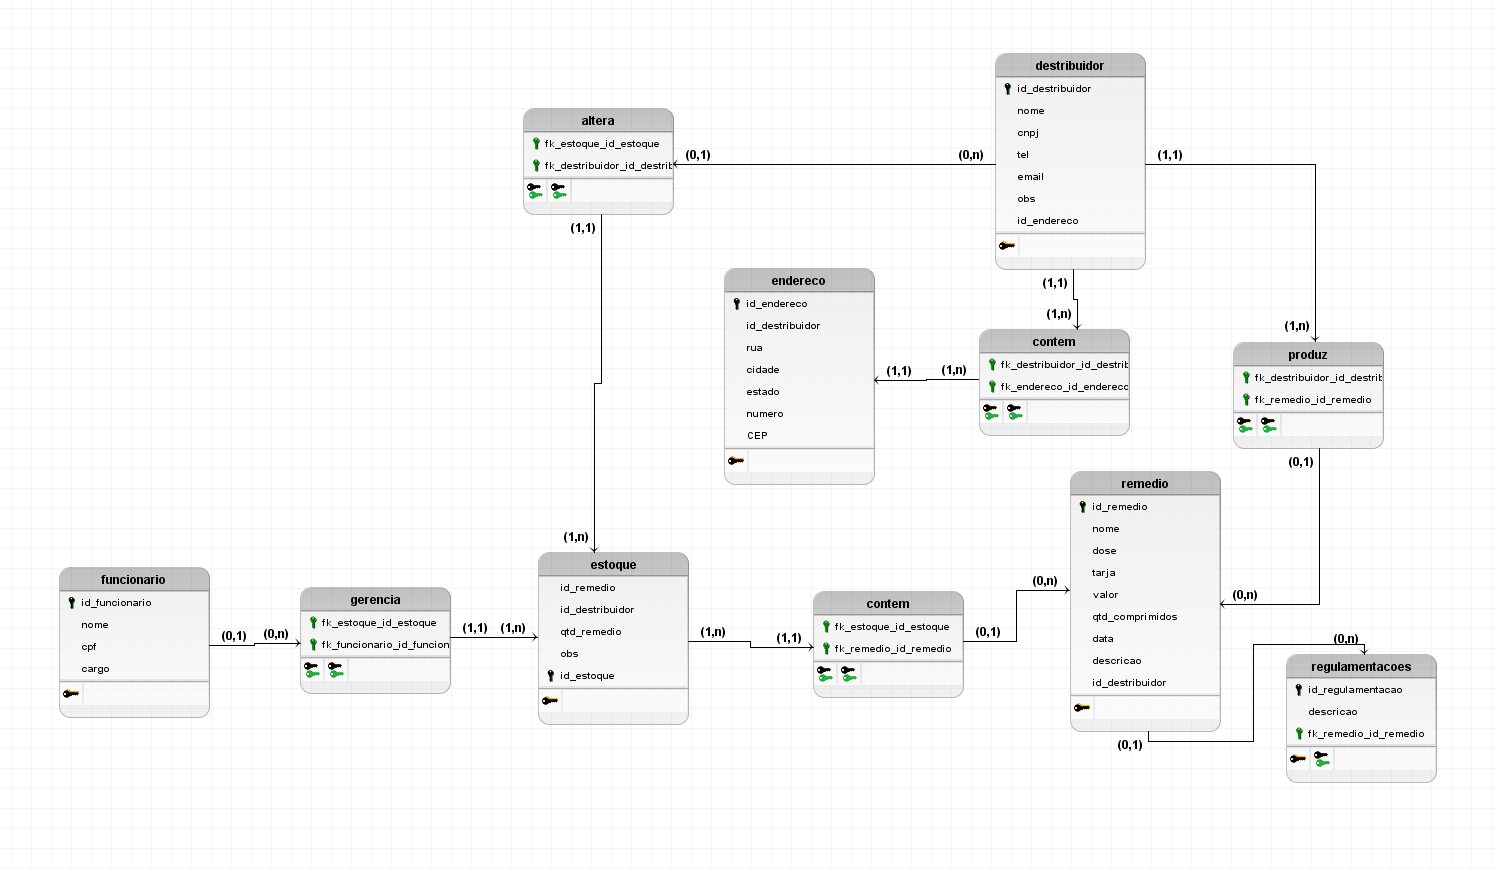 destribuidor
id_destribuidor
nome
cnpj
tel
email
obs
id_endereco
altera
fk_estoque_id_estoque
fk_destribuidor_id_destrib
(0,1)
(0,n)
(1,1)
(1,1)
(1,n)
endereco
id_endereco
id_destribuidor
rua
cidade
estado
numero
CEP
(1,1)
(1,n)
(1,1)
(1,n)
contem
fk_destribuidor_id_destrib
fk_endereco_id_endereco
(1,n)
produz
fk_destribuidor_id_destrib
fk_remedio_id_remedio
(0,1)
(0,n)
remedio
id_remedio
nome
dose
tarja
valor
qtd_comprimidos
data
descricao
id_destribuidor
(0,1)
(0,n)
regulamentacoes
id_regulamentacao
descricao
fk_remedio_id_remedio
funcionario
id_funcionario
nome
cpf
cargo
(0,1)
(0,n)
gerencia
fk_estoque_id_estoque
fk_funcionario_id_funcion
(1,1)
(1,n)
estoque
id_remedio
id_destribuidor
qtd_remedio
obs
id_estoque
(1,n)
(1,1)
contem
fk_estoque_id_estoque
fk_remedio_id_remedio
(0,1)
(0,n)